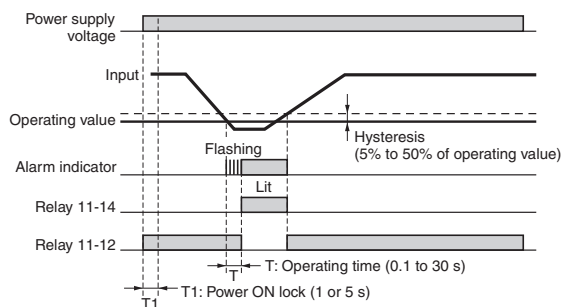 Power supply
voltage
Input
Operating value
Hysteresis
(5% to 50% of operating value)
Flashing
Alarm indicator
Lit
Relay 11-14
Relay 11-12
T
T: Operating time (0.1 to 30 s)
T1: Power ON lock (1 or 5 s)
T1